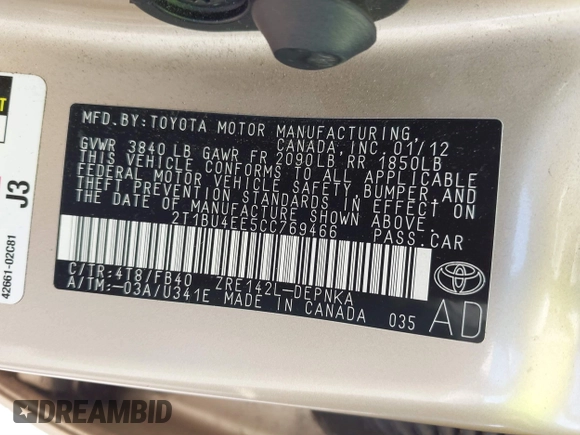 MFD.BY:TOYOTA MOTOR MANUFACTURING,
CANADA, INC. 01/12
GVWR 3840 LB GAWR FR 2090LB RR 1850LB
THIS VEHICLE CONFORMS TO ALL APPLICABLE
FEDERAL MOTOR VEHICLE SAFETY, BUMPER, AND
THEFT PREVENTION STANDARDS IN EFFECT ON
THE DATE OF MANUFACTURE SHOWN ABOVE.
2T1BU4EE5CC769466 PASS.CAR
C/TR:4T8/FB40 ZRE142L-DEPNKA
A/TM:-03A/U341E MADE IN CANADA 035
TOYOTA
AD
J3
42661-02C81
DREAMBID